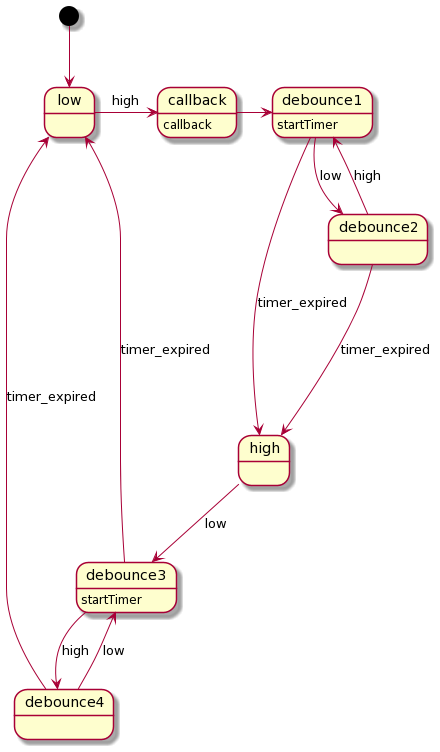 low
high
callback
callback
debounce1
startTimer
low
high
debounce2
timer_expired
timer_expired
timer_expired
timer_expired
high
low
debounce3
startTimer
high
low
debounce4